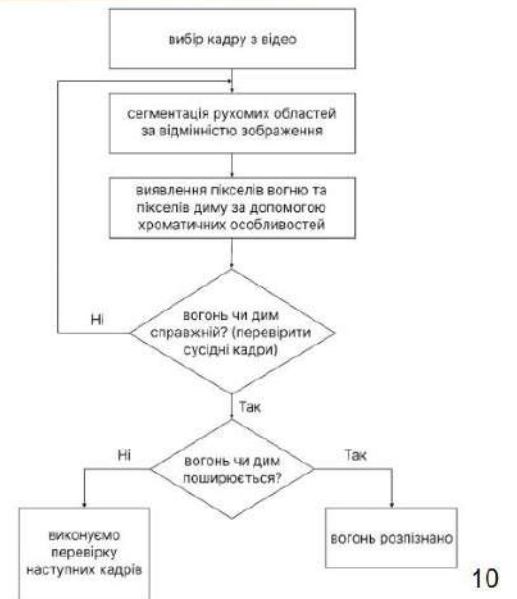 вибір кадру з відео
сегментація рухомих областей
за відмінністю зображення
виявлення пікселів вогню та
пікселів диму за допомогою
хроматичних особливостей
Ні
вогонь чи дим
справжній? (перевірити
сусідні кадри)
Так
Ні
вогонь чи дим
поширюється?
Так
виконуємо
перевірку
наступних кадрів
вогонь розпізнано
10